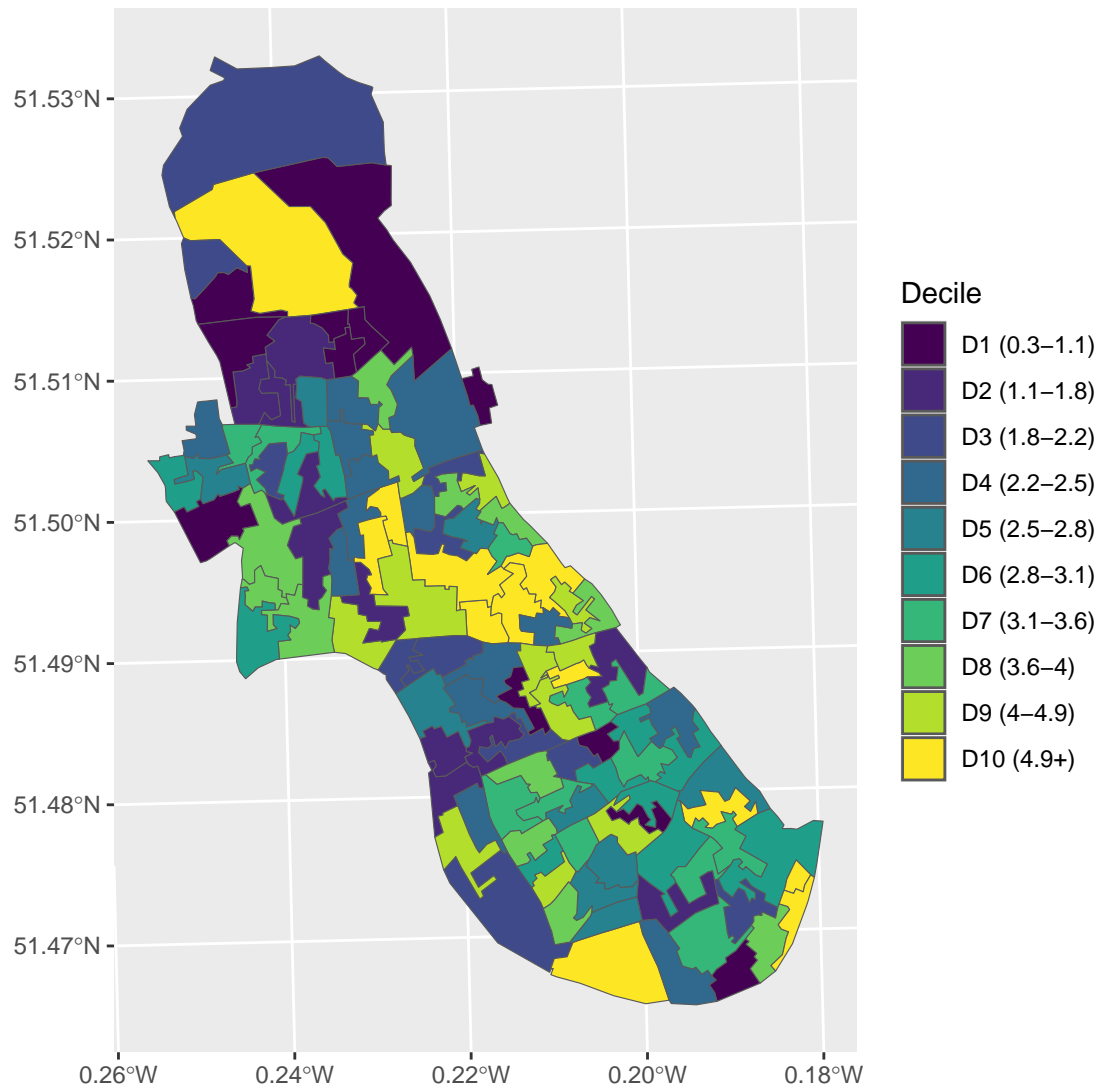 51.53°N
51.52°N
51.51°N
51.50°N
51.49°N
51.48°N
51.47°N
0.26°W
0.24°W
0.22°W
0.20°W
0.18°W
Decile
D1 (0.3–1.1)
D2 (1.1–1.8)
D3 (1.8–2.2)
D4 (2.2–2.5)
D5 (2.5–2.8)
D6 (2.8–3.1)
D7 (3.1–3.6)
D8 (3.6–4)
D9 (4–4.9)
D10 (4.9+)